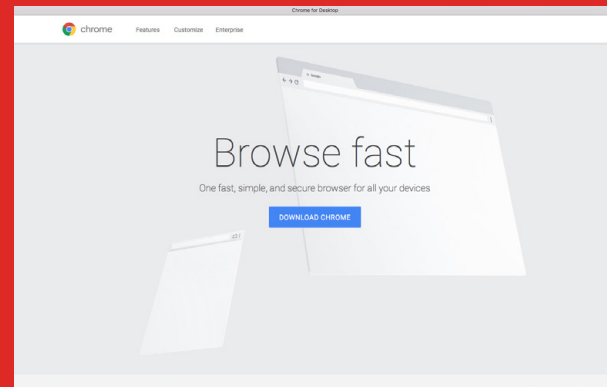 Chrome for Desktop
chrome Features Customize Enterprise
Google
Browse fast
One fast, simple, and secure browser for all your devices
DOWNLOAD CHROME